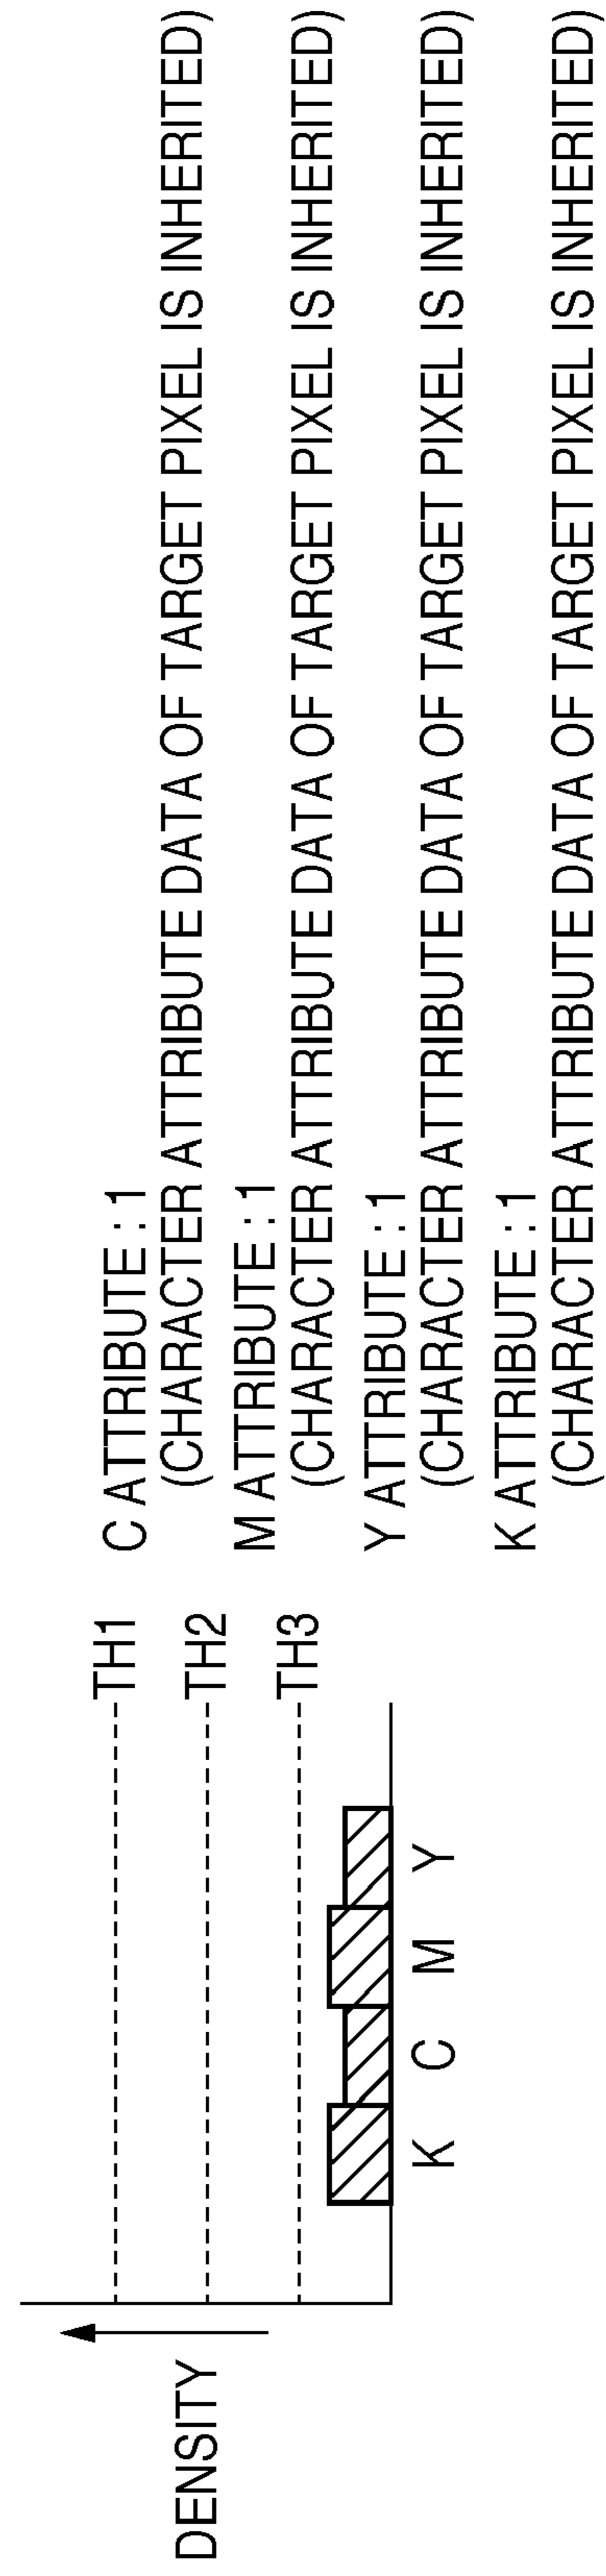 DENSITY
TH1
TH2
TH3
K C M Y
C ATTRIBUTE : 1
(CHARACTER ATTRIBUTE DATA OF TARGET PIXEL IS INHERITED)
M ATTRIBUTE : 1
(CHARACTER ATTRIBUTE DATA OF TARGET PIXEL IS INHERITED)
Y ATTRIBUTE : 1
(CHARACTER ATTRIBUTE DATA OF TARGET PIXEL IS INHERITED)
K ATTRIBUTE : 1
(CHARACTER ATTRIBUTE DATA OF TARGET PIXEL IS INHERITED)